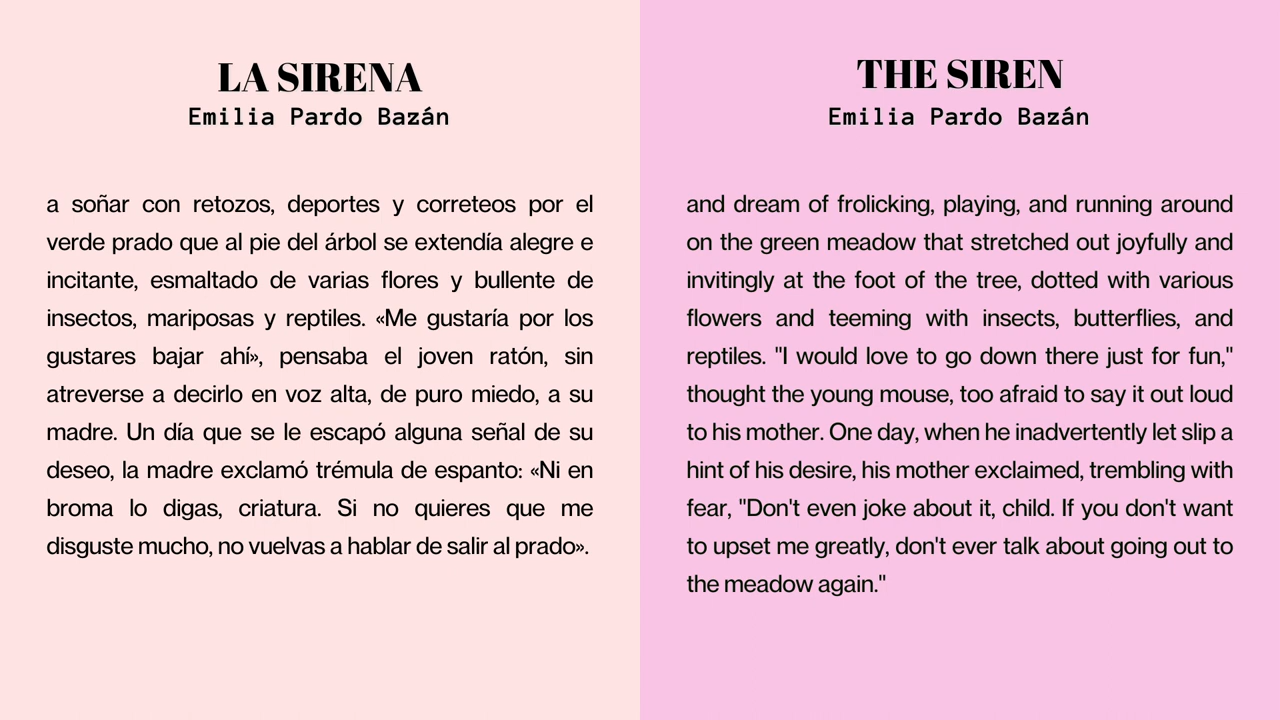 LA SIRENA
Emilia Pardo Bazán
a soñar con retozos, deportes y correteos por el
verde prado que al pie del árbol se extendía alegre e
incitante, esmaltado de varias flores y bullente de
insectos, mariposas y reptiles. «Me gustaría por los
gustares bajar ahí», pensaba el joven ratón, sin
atreverse a decirlo en voz alta, de puro miedo, a su
madre. Un día que se le escapó alguna señal de su
deseo, la madre exclamó trémula de espanto: «Ni en
broma lo digas, criatura. Si no quieres que me
disguste mucho, no vuelvas a hablar de salir al prado».
THE SIREN
Emilia Pardo Bazán
and dream of frolicking, playing, and running around
on the green meadow that stretched out joyfully and
invitingly at the foot of the tree, dotted with various
flowers and teeming with insects, butterflies, and
reptiles. "I would love to go down there just for fun,"
thought the young mouse, too afraid to say it out loud
to his mother. One day, when he inadvertently let slip a
hint of his desire, his mother exclaimed, trembling with
fear, "Don't even joke about it, child. If you don't want
to upset me greatly, don't ever talk about going out to
the meadow again."